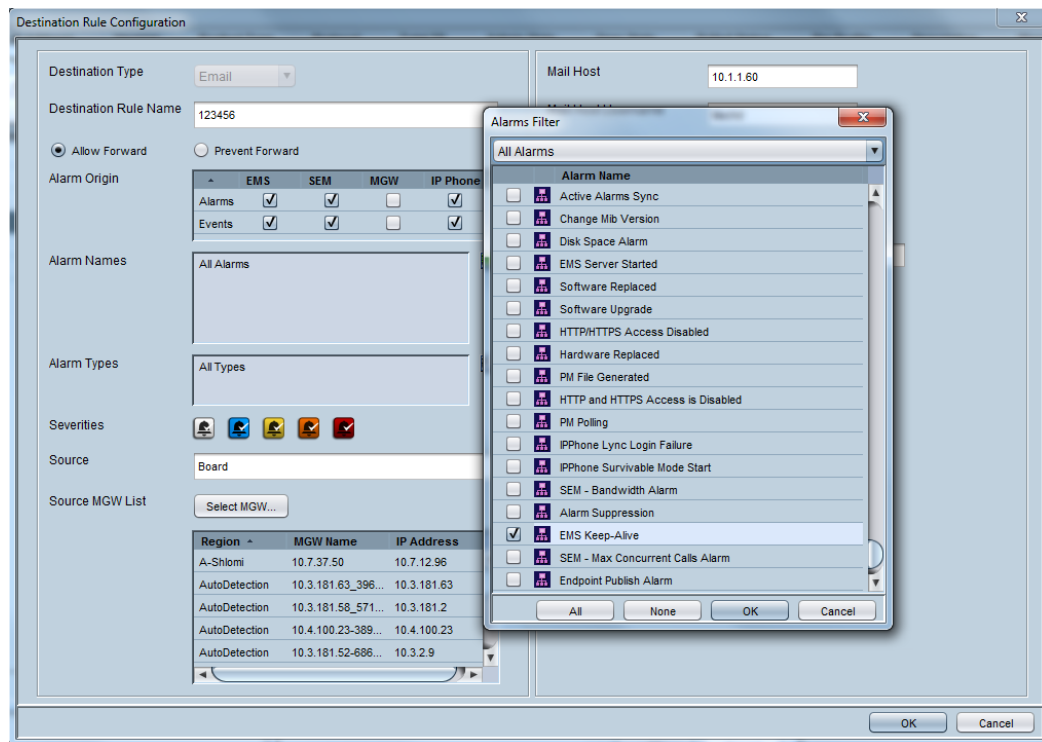 Destination Rule Configuration
Destination Type
Email
Destination Rule Name
123456
Allow Forward
Prevent Forward
Alarm Origin
EMS SEM MGW IP Phone
Alarms
Events
Alarm Names
All Alarms
Alarm Types
All Types
Severities
Source
Board
Source MGW List
Select MGW...
Region MGW Name IP Address
A-Shlomi 10.7.37.50 10.7.12.96
AutoDetection 10.3.181.63_396... 10.3.181.63
AutoDetection 10.3.181.58_571... 10.3.181.2
AutoDetection 10.4.100.23-389... 10.4.100.23
AutoDetection 10.3.181.52-686... 10.3.2.9
Mail Host
10.1.1.60
Alarms Filter
All Alarms
Alarm Name
Active Alarms Sync
Change Mib Version
Disk Space Alarm
EMS Server Started
Software Replaced
Software Upgrade
HTTP/HTTPS Access Disabled
Hardware Replaced
PM File Generated
HTTP and HTTPS Access is Disabled
PM Polling
IPPhone Lync Login Failure
IPPhone Survivable Mode Start
SEM - Bandwidth Alarm
Alarm Suppression
EMS Keep-Alive
SEM - Max Concurrent Calls Alarm
Endpoint Publish Alarm
All None OK Cancel
OK Cancel